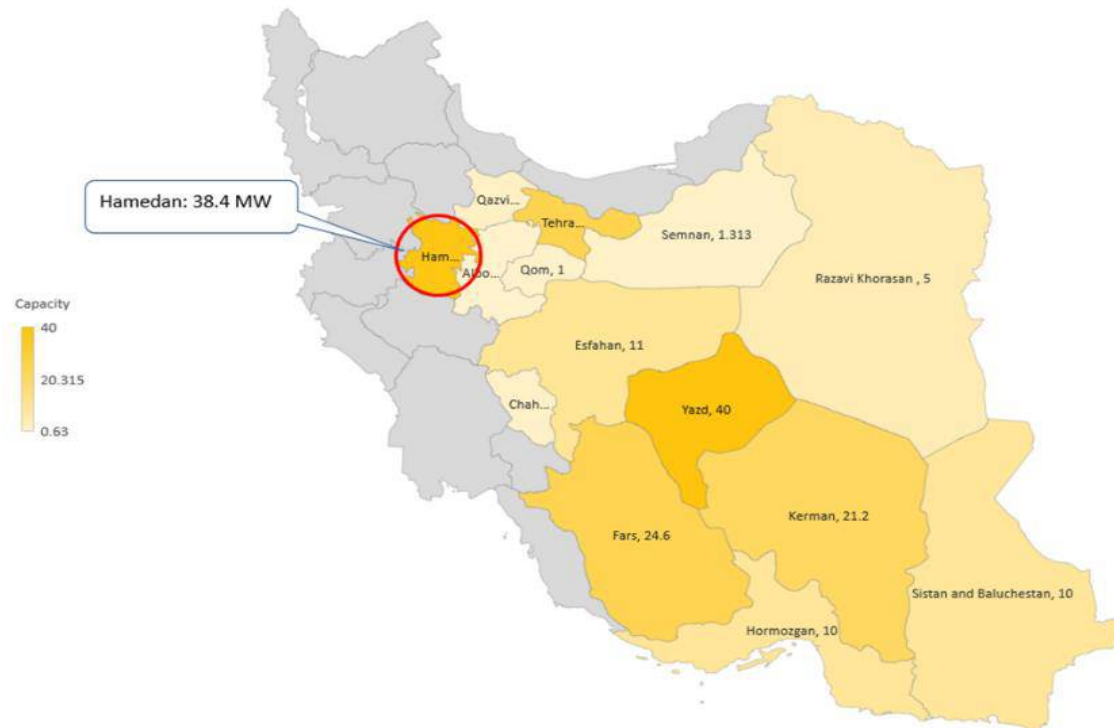 Hamedan: 38.4 MW
Qazvi...
Tehra...
Semnan, 1.313
Ham...
Albo...
Qom, 1
Razavi Khorasan , 5
Capacity
40
20.315
0.63
Esfahan, 11
Chah...
Yazd, 40
Kerman, 21.2
Fars, 24.6
Sistan and Baluchestan, 10
Hormozgan, 10